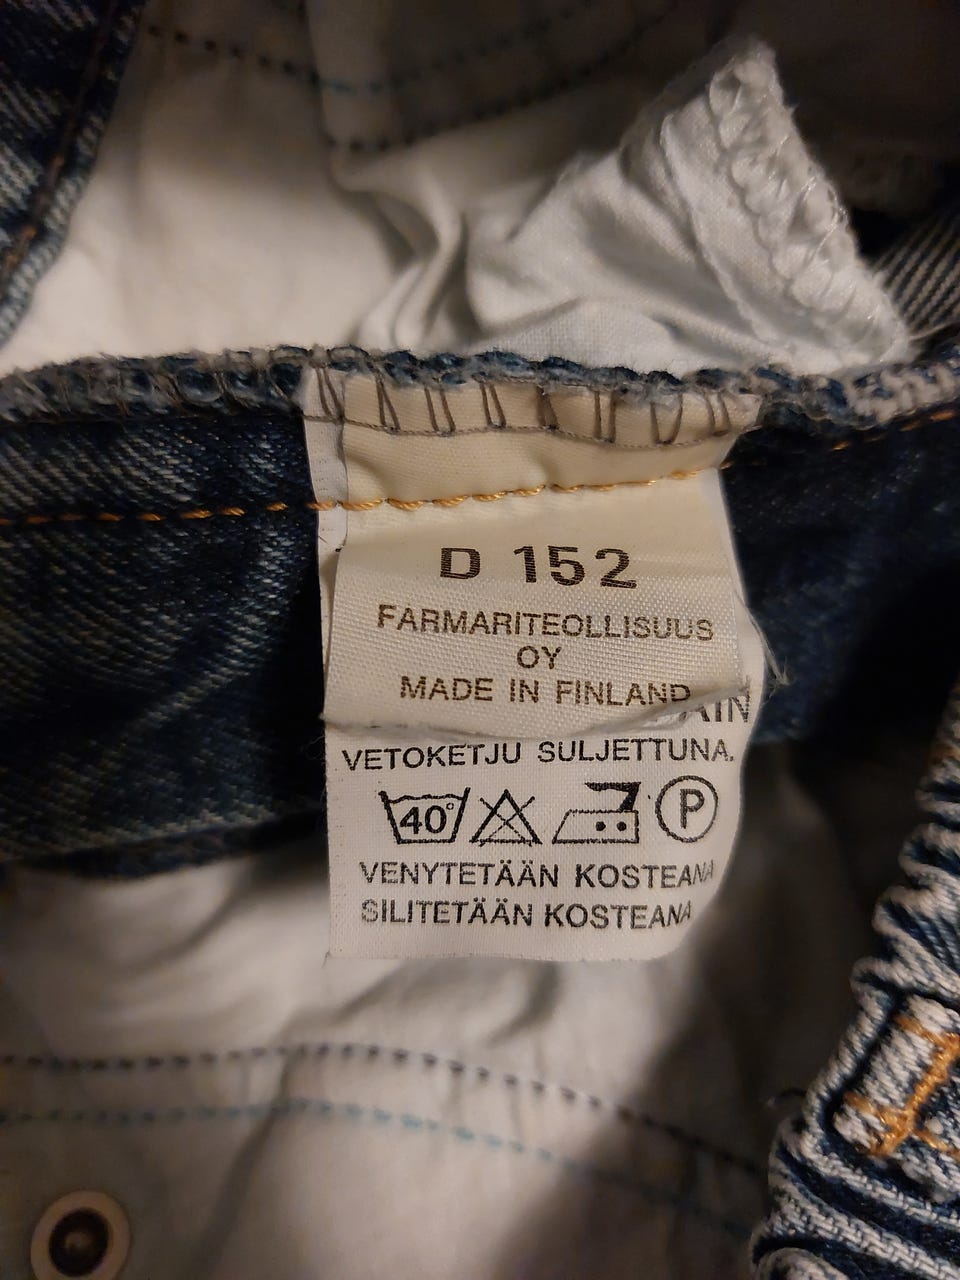 D 152
FARMARITEOLLISUUS
OY
MADE IN FINLAND
VETOKETJU SULJETTUNA.
40° P
VENYTETÄÄN KOSTEANA
SILITETÄÄN KOSTEANA